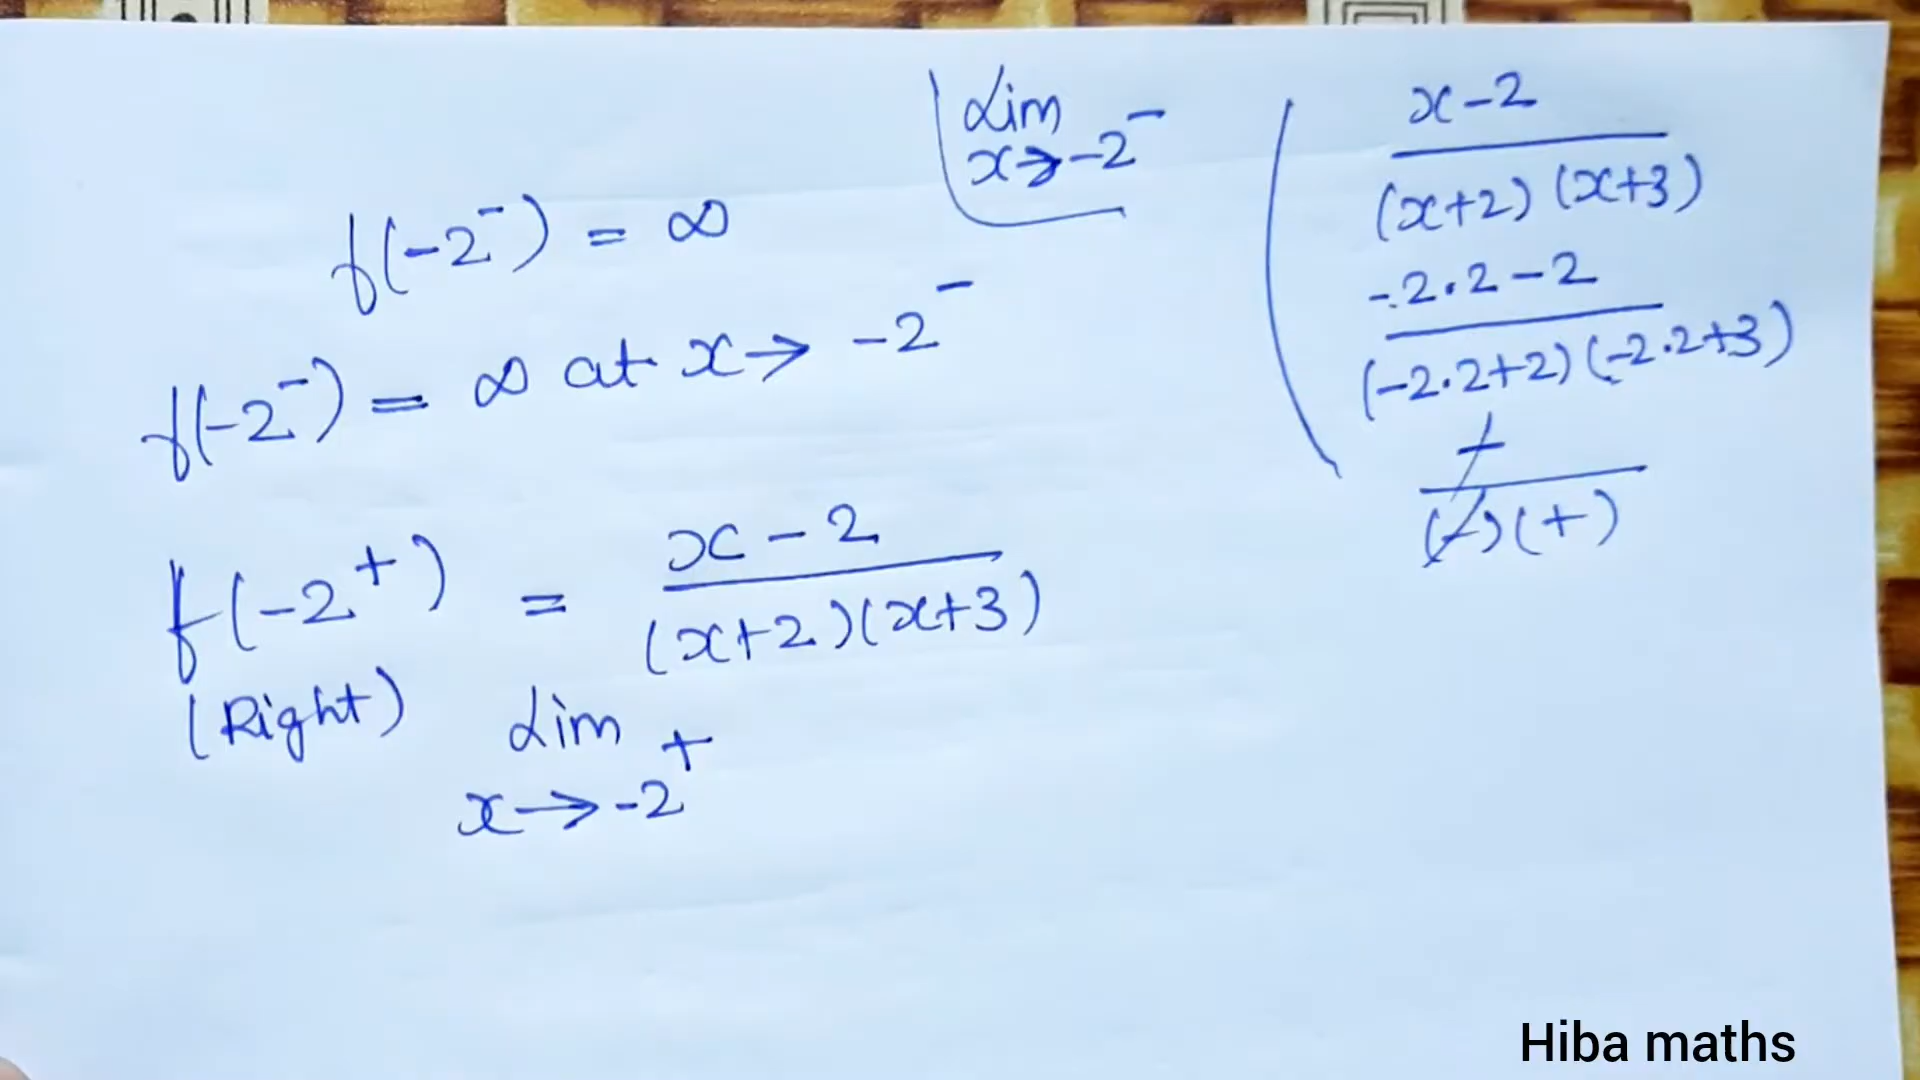 f(-2⁻) = ∞
Lim
x→-2⁻
f(-2⁻) = ∞ at x→ -2⁻
f(-2⁺) = x-2
(x+2)(x+3)
(Right) Lim
x→-2⁺
x-2
(x+2) (x+3)
-2.2-2
(-2.2+2)(-2.2+3)
-
(-)(+)
Hiba maths